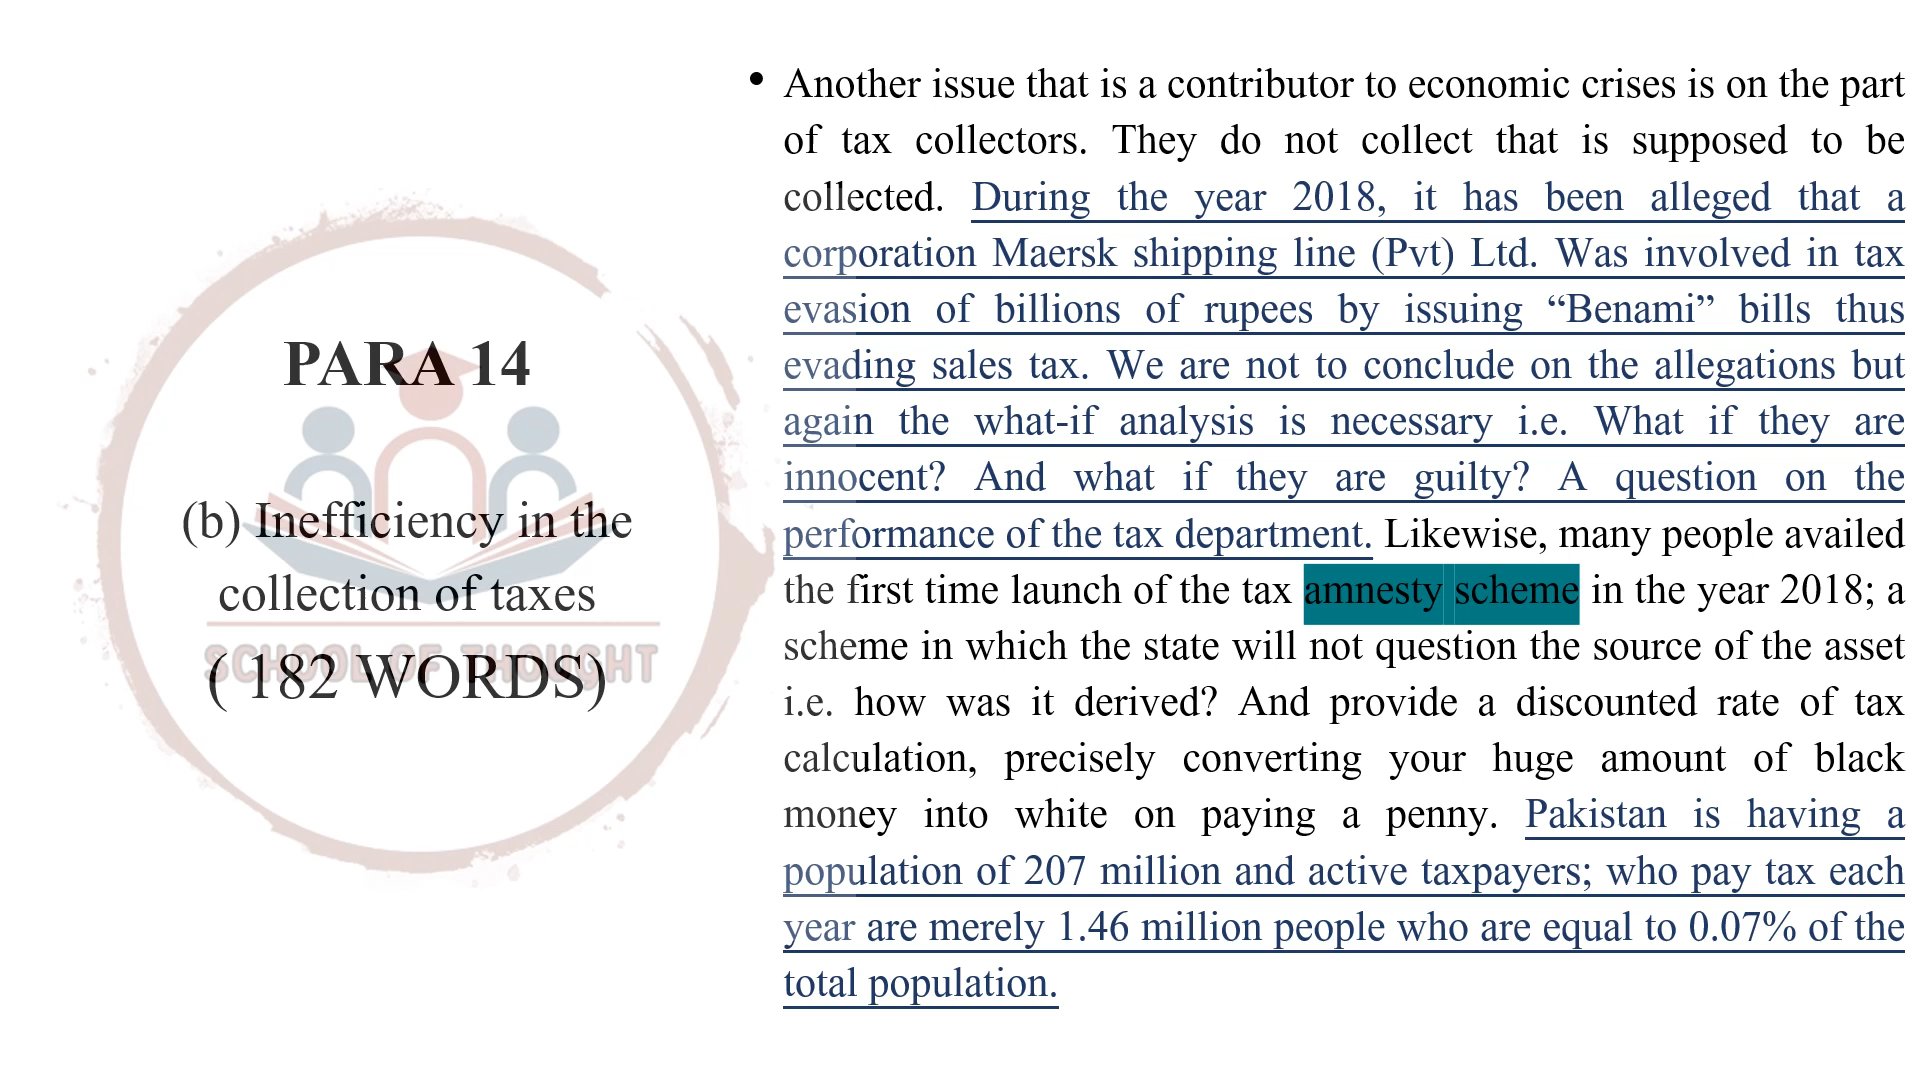 PARA 14
(b) Inefficiency in the
collection of taxes
SCHOOL OF THOUGHT
( 182 WORDS)
• Another issue that is a contributor to economic crises is on the part
of tax collectors. They do not collect that is supposed to be
collected. During the year 2018, it has been alleged that a
corporation Maersk shipping line (Pvt) Ltd. Was involved in tax
evasion of billions of rupees by issuing “Benami” bills thus
evading sales tax. We are not to conclude on the allegations but
again the what-if analysis is necessary i.e. What if they are
innocent? And what if they are guilty? A question on the
performance of the tax department. Likewise, many people availed
the first time launch of the tax amnesty scheme in the year 2018; a
scheme in which the state will not question the source of the asset
i.e. how was it derived? And provide a discounted rate of tax
calculation, precisely converting your huge amount of black
money into white on paying a penny. Pakistan is having a
population of 207 million and active taxpayers; who pay tax each
year are merely 1.46 million people who are equal to 0.07% of the
total population.